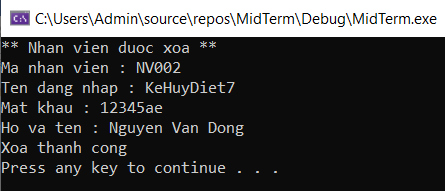 C:\Users\Admin\source\repos\MidTerm\Debug\MidTerm.exe
** Nhan vien duoc xoa **
Ma nhan vien : NV002
Ten dang nhap : KeHuyDiet7
Mat khau : 12345ae
Ho va ten : Nguyen Van Dong
Xoa thanh cong
Press any key to continue . . .